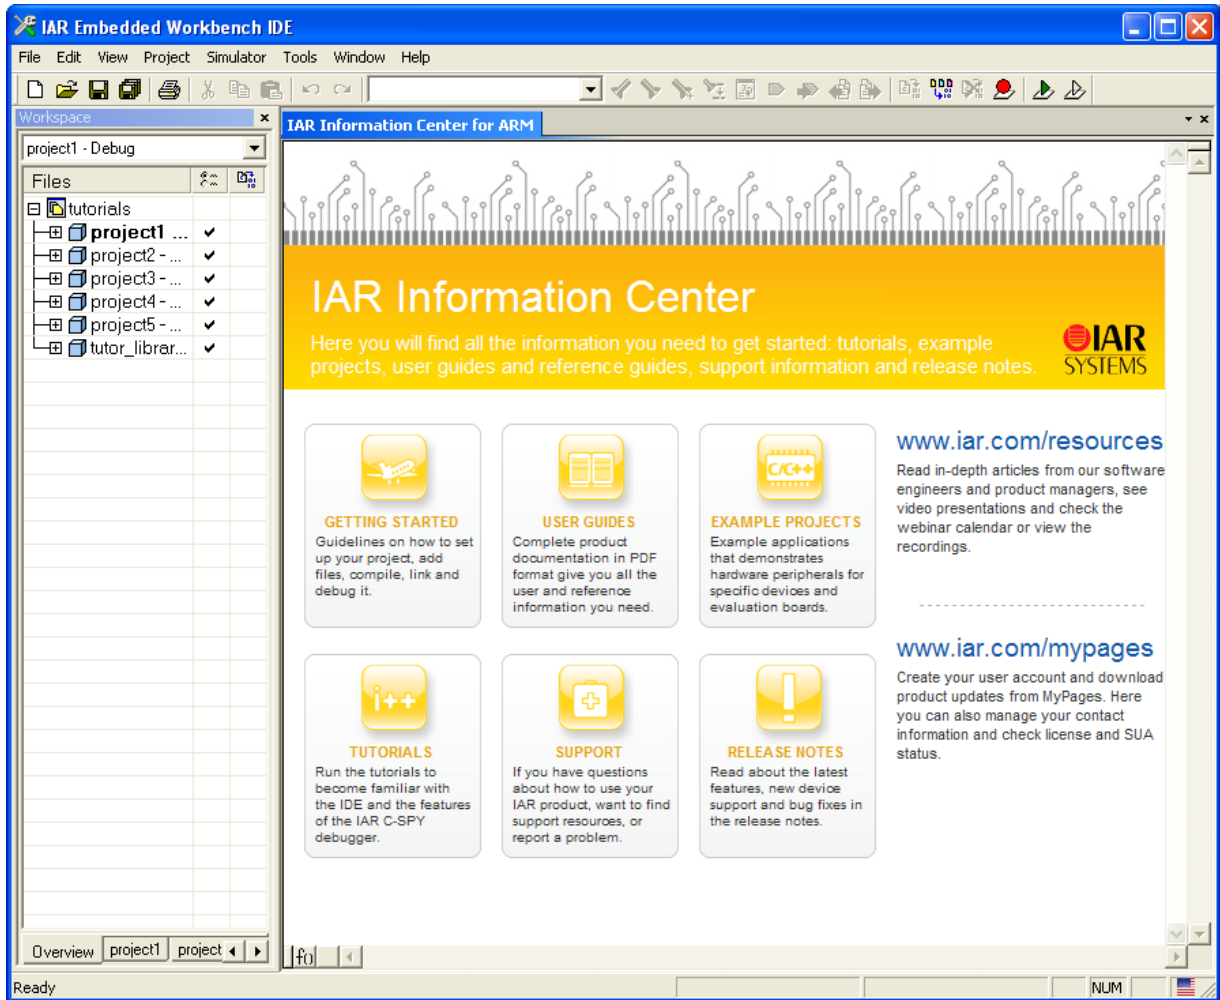 IAR Embedded Workbench IDE
File Edit View Project Simulator Tools Window Help
Workspace
project1 - Debug
Files
tutorials
project1 ...
project2 - ...
project3 - ...
project4 - ...
project5 - ...
tutor_librar...
Overview project1 project
IAR Information Center for ARM
IAR Information Center
Here you will find all the information you need to get started: tutorials, example
projects, user guides and reference guides, support information and release notes.
IAR
SYSTEMS
GETTING STARTED
Guidelines on how to set
up your project, add
files, compile, link and
debug it.
USER GUIDES
Complete product
documentation in PDF
format give you all the
user and reference
information you need.
C/C++
EXAMPLE PROJECTS
Example applications
that demonstrates
hardware peripherals for
specific devices and
evaluation boards.
www.iar.com/resources
Read in-depth articles from our software
engineers and product managers, see
video presentations and check the
webinar calendar or view the
recordings.
i++
TUTORIALS
Run the tutorials to
become familiar with
the IDE and the features
of the IAR C-SPY
debugger.
SUPPORT
If you have questions
about how to use your
IAR product, want to find
support resources, or
report a problem.
RELEASE NOTES
Read about the latest
features, new device
support and bug fixes in
the release notes.
www.iar.com/mypages
Create your user account and download
product updates from MyPages. Here
you can also manage your contact
information and check license and SUA
status.
f()
Ready
NUM